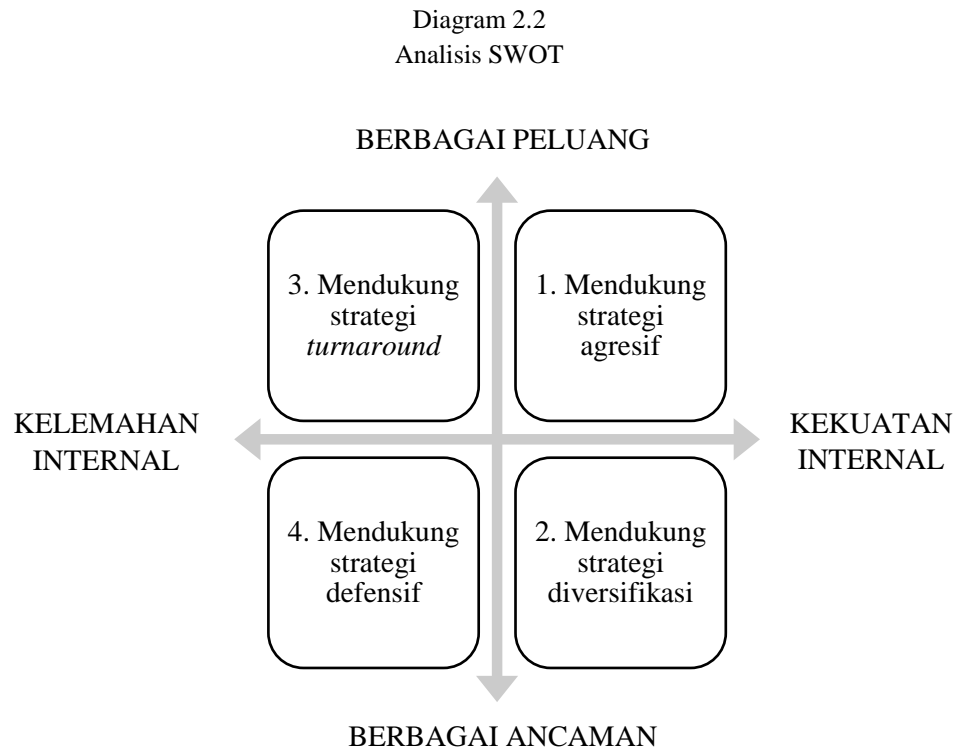 Diagram 2.2
Analisis SWOT
BERBAGAI PELUANG
3. Mendukung
strategi
turnaround
1. Mendukung
strategi
agresif
KELEMAHAN
INTERNAL
KEKUATAN
INTERNAL
4. Mendukung
strategi
defensif
2. Mendukung
strategi
diversifikasi
BERBAGAI ANCAMAN